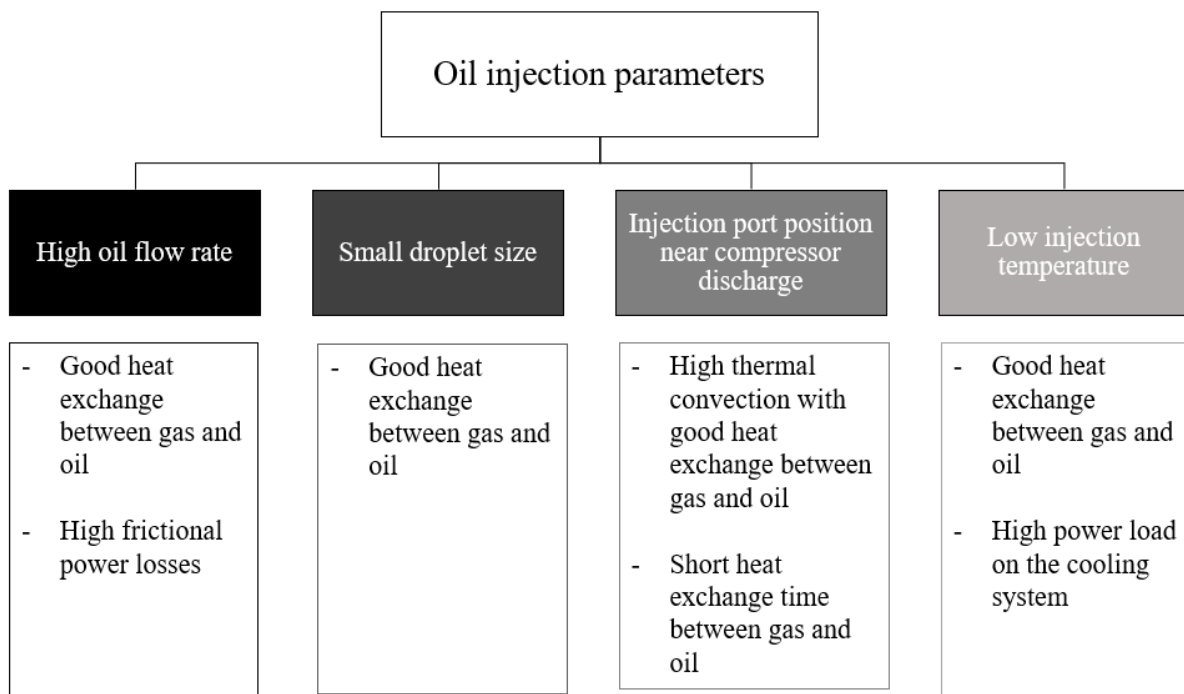 Oil injection parameters
High oil flow rate
Small droplet size
Injection port position
near compressor
discharge
Low injection
temperature
- Good heat
exchange
between gas and
oil
- High frictional
power losses
- Good heat
exchange
between gas and
oil
- High thermal
convection with
good heat
exchange between
gas and oil
- Short heat
exchange time
between gas and
oil
- Good heat
exchange
between gas and
oil
- High power load
on the cooling
system